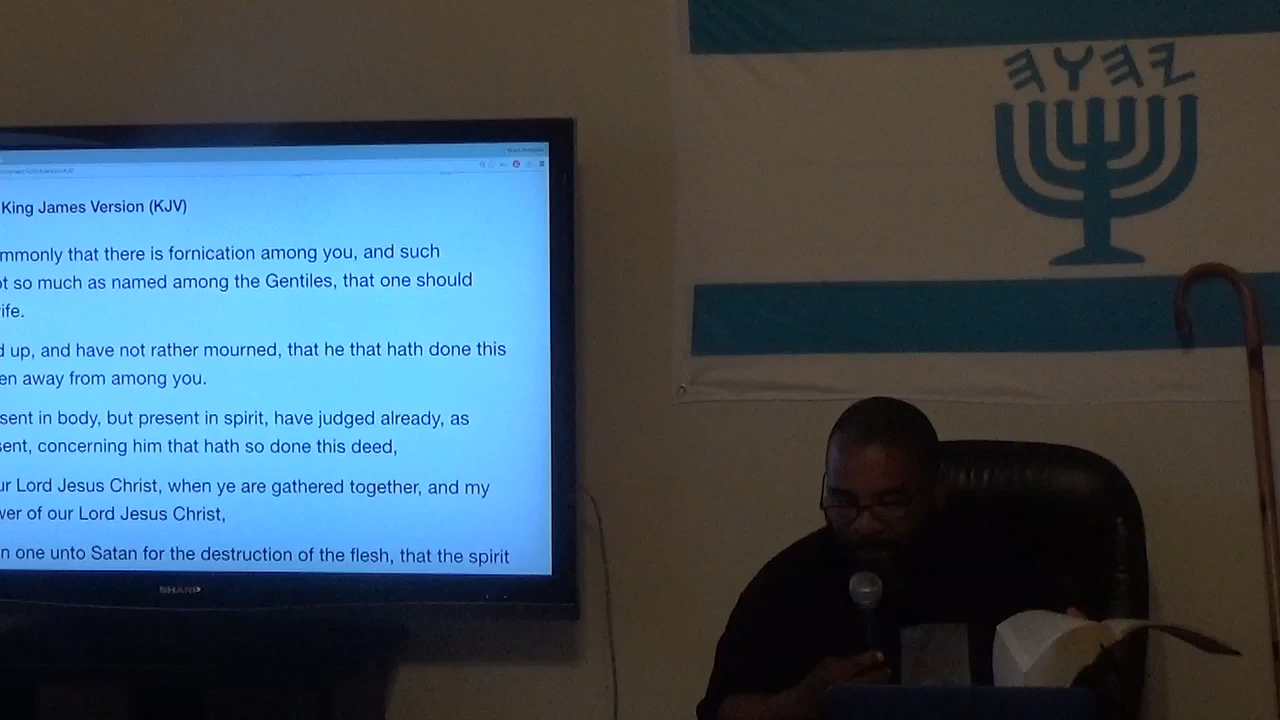 King James Version (KJV)
mmonly that there is fornication among you, and such
ot so much as named among the Gentiles, that one should
ife.
d up, and have not rather mourned, that he that hath done this
en away from among you.
sent in body, but present in spirit, have judged already, as
sent, concerning him that hath so done this deed,
ur Lord Jesus Christ, when ye are gathered together, and my
wer of our Lord Jesus Christ,
n one unto Satan for the destruction of the flesh, that the spirit
SHARP
𐤉𐤄𐤅𐤄